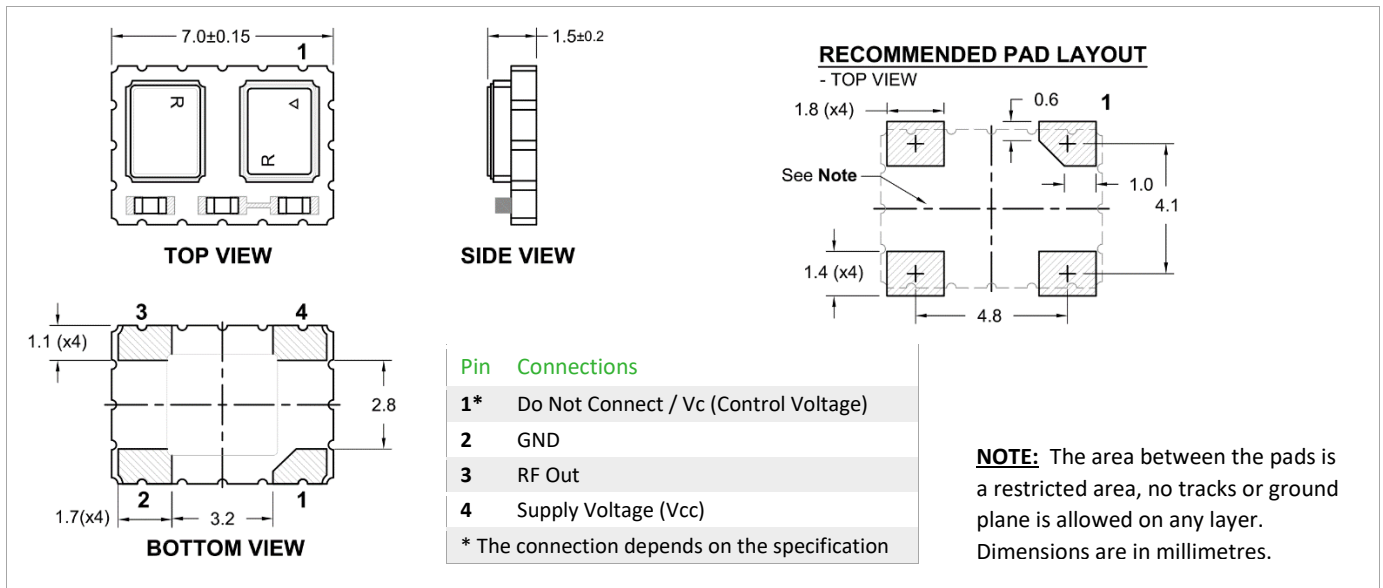 7.0±0.15
1
R
R
TOP VIEW
1.5±0.2
SIDE VIEW
RECOMMENDED PAD LAYOUT
- TOP VIEW
1.8 (x4)
0.6
1
See Note
1.0
4.1
1.4 (x4)
4.8
3
4
1.1 (x4)
2.8
2
1
1.7(x4)
3.2
BOTTOM VIEW
Pin Connections
1* Do Not Connect / Vc (Control Voltage)
2 GND
3 RF Out
4 Supply Voltage (Vcc)
* The connection depends on the specification
NOTE: The area between the pads is
a restricted area, no tracks or ground
plane is allowed on any layer.
Dimensions are in millimetres.